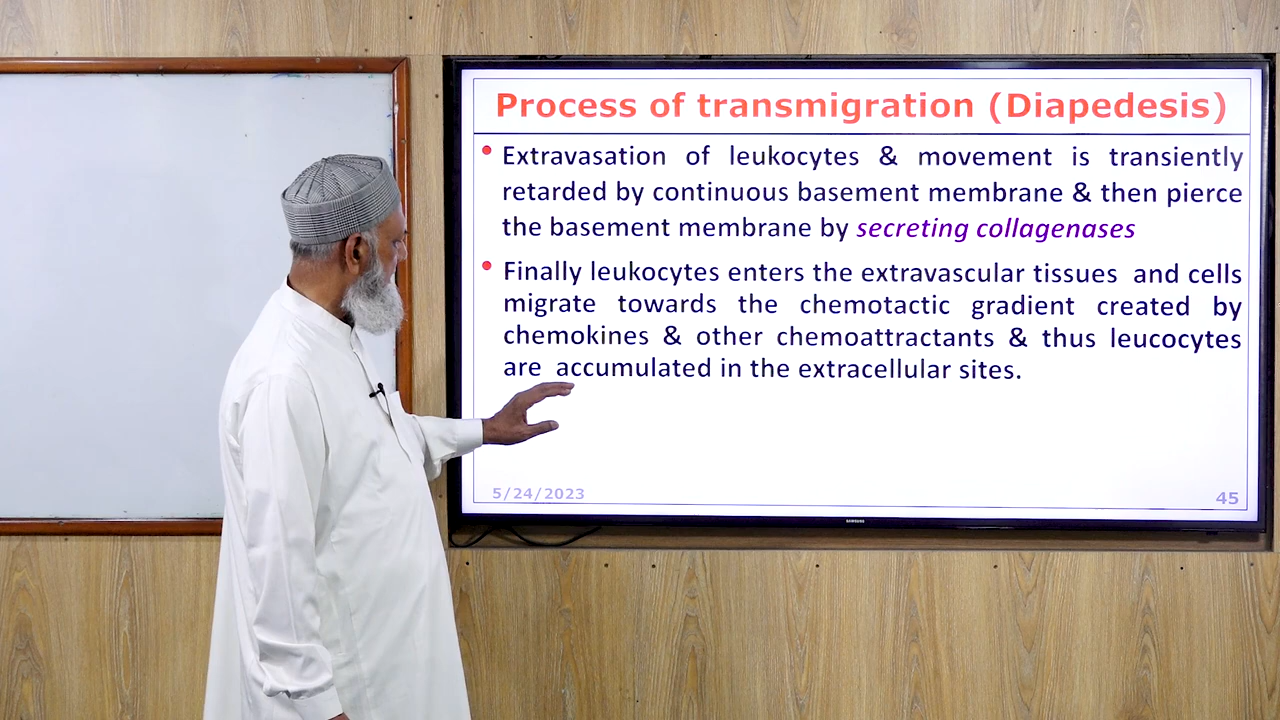 Process of transmigration (Diapedesis)
• Extravasation of leukocytes & movement is transiently
retarded by continuous basement membrane & then pierce
the basement membrane by secreting collagenases
• Finally leukocytes enters the extravascular tissues and cells
migrate towards the chemotactic gradient created by
chemokines & other chemoattractants & thus leucocytes
are accumulated in the extracellular sites.
5/24/2023
45
SAMSUNG